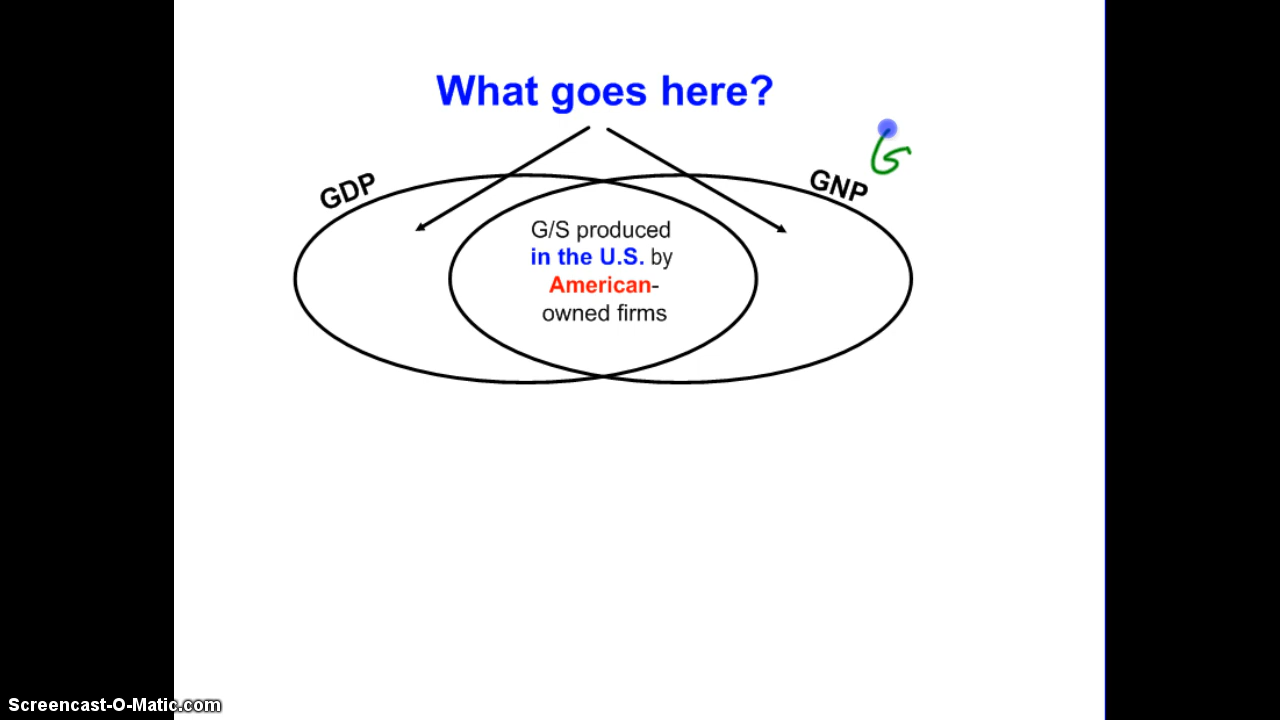 What goes here?
G
GDP
GNP
G/S produced
in the U.S. by
American-
owned firms
Screencast-O-Matic.com